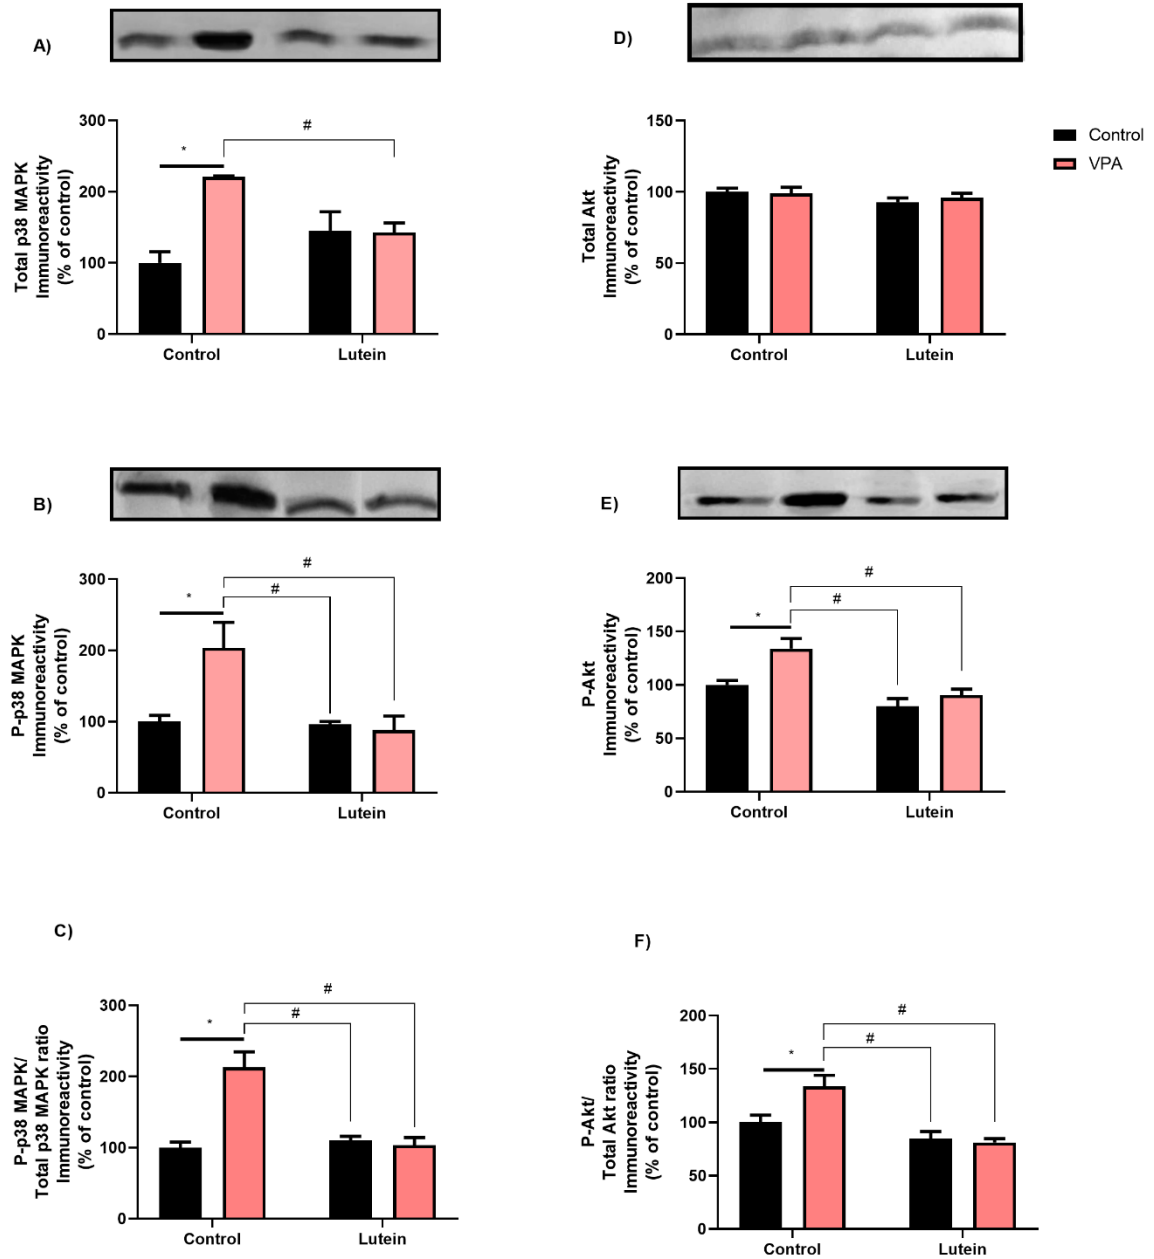 A)
300
200
100
0
Total p38 MAPK
Immunoreactivity
(% of control)
*
#
Control
Lutein
D)
150
100
50
0
Total Akt
Immunoreactivity
(% of control)
Control
Lutein
Control
VPA
B)
300
200
100
0
P-p38 MAPK
Immunoreactivity
(% of control)
*
#
#
Control
Lutein
E)
200
150
100
50
0
P-Akt
Immunoreactivity
(% of control)
*
#
#
Control
Lutein
C)
300
200
100
0
P-p38 MAPK/
Total p38 MAPK ratio
Immunoreactivity
(% of control)
*
#
#
Control
Lutein
F)
200
150
100
50
0
P-Akt/
Total Akt ratio
Immunoreactivity
(% of control)
*
#
#
Control
Lutein